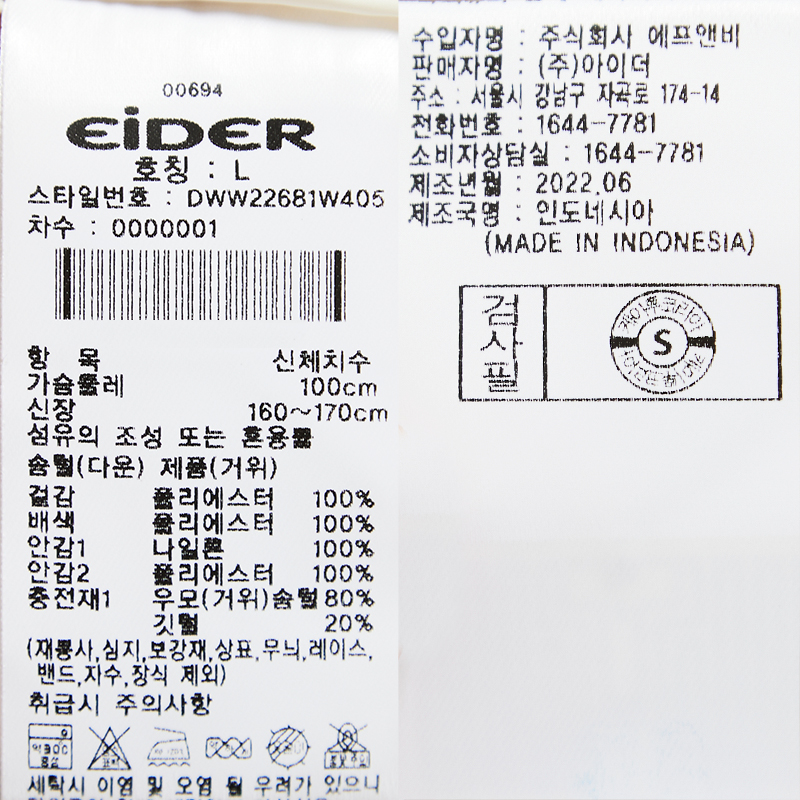 00694
EiDER
호칭 : L
스타일번호 : DWW22681W405
차수 : 0000001
항 목 신체치수
가슴둘레 100cm
신장 160~170cm
섬유의 조성 또는 혼용률
솜털(다운) 제품(거위)
겉감 폴리에스터 100%
배색 폴리에스터 100%
안감1 나일론 100%
안감2 폴리에스터 100%
충전재1 우모(거위)솜털 80%
깃털 20%
(재봉사,심지,보강재,상표,무늬,레이스,
밴드,자수,장식 제외)
취급시 주의사항
세탁시 이염 및 오염 될 우려가 있으니
수입자명 : 주식회사 에프앤비
판매자명 : (주)아이더
주소 : 서울시 강남구 자곡로 174-14
전화번호 : 1644-7781
소비자상담실 : 1644-7781
제조년월 : 2022.06
제조국명 : 인도네시아
(MADE IN INDONESIA)
검사필
S